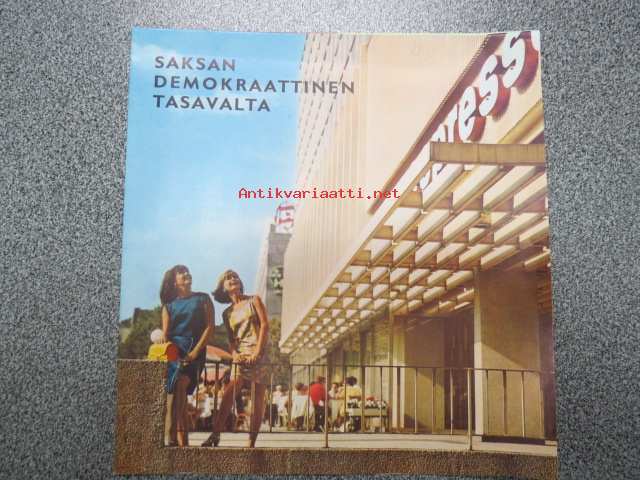 SAKSAN
DEMOKRAATTINEN
TASAVALTA
Antikvariaatti.net